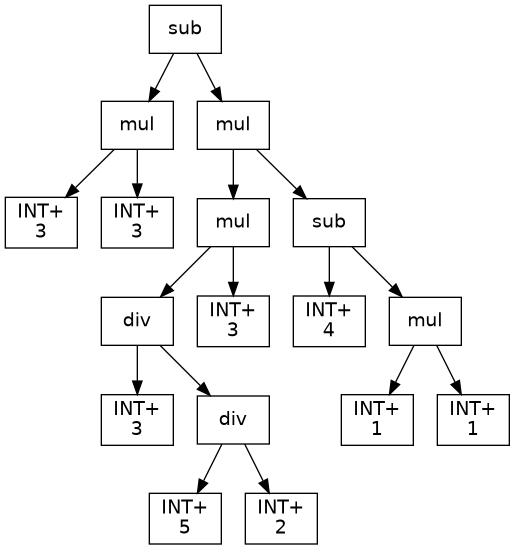 sub
mul
mul
INT+
3
INT+
3
mul
sub
div
INT+
3
INT+
4
mul
INT+
3
div
INT+
1
INT+
1
INT+
5
INT+
2